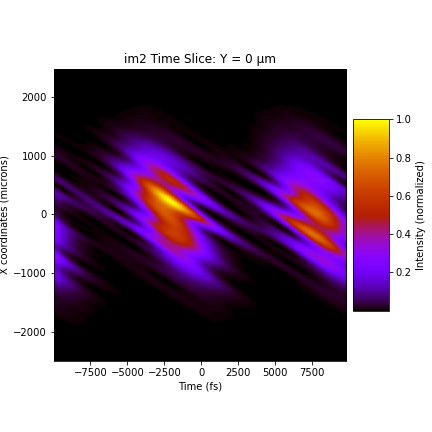 im2 Time Slice: Y = 0 μm
X coordinates (microns)
2000
1000
0
−1000
−2000
−7500 −5000 −2500 0 2500 5000 7500
Time (fs)
1.0
0.8
0.6
0.4
0.2
Intensity (normalized)